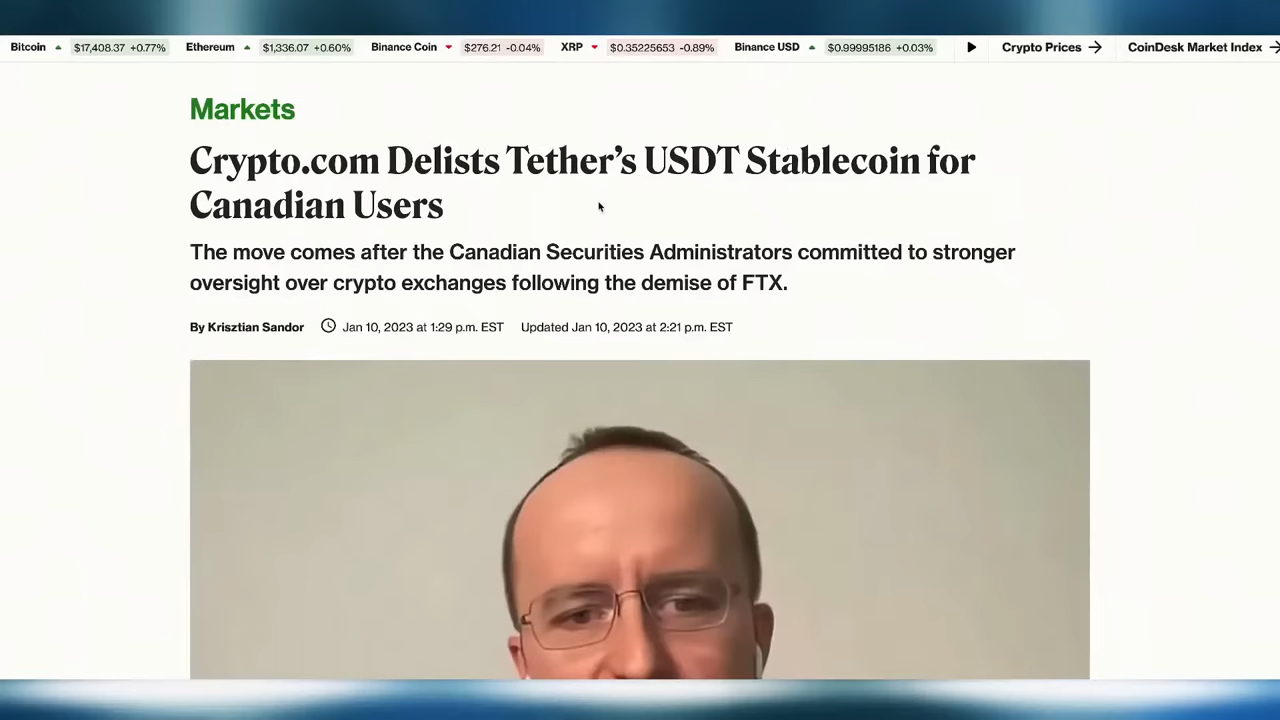 Bitcoin $17,408.37 +0.77% Ethereum $1,336.07 +0.60% Binance Coin $276.21 -0.04% XRP $0.35225653 -0.89% Binance USD $0.99995186 +0.03% Crypto Prices → CoinDesk Market Index →
Markets
Crypto.com Delists Tether’s USDT Stablecoin for
Canadian Users
The move comes after the Canadian Securities Administrators committed to stronger
oversight over crypto exchanges following the demise of FTX.
By Krisztian Sandor Jan 10, 2023 at 1:29 p.m. EST Updated Jan 10, 2023 at 2:21 p.m. EST